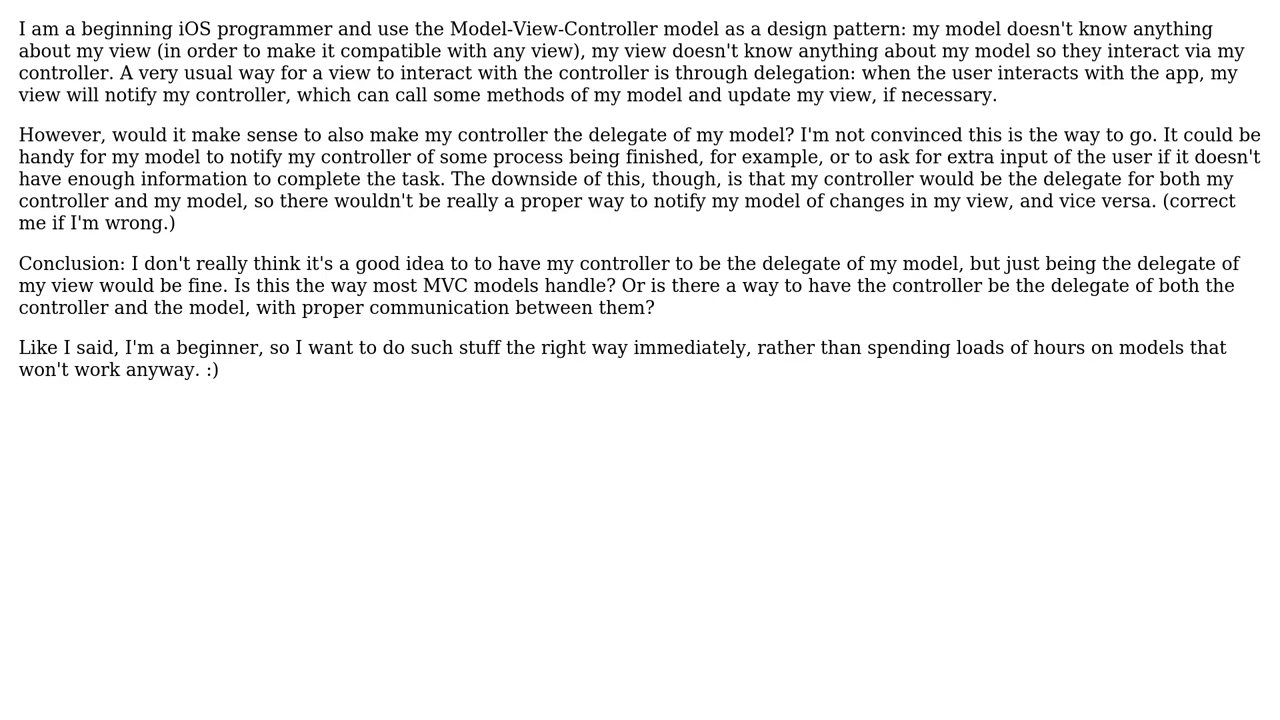 I am a beginning iOS programmer and use the Model-View-Controller model as a design pattern: my model doesn't know anything
about my view (in order to make it compatible with any view), my view doesn't know anything about my model so they interact via my
controller. A very usual way for a view to interact with the controller is through delegation: when the user interacts with the app, my
view will notify my controller, which can call some methods of my model and update my view, if necessary.
However, would it make sense to also make my controller the delegate of my model? I'm not convinced this is the way to go. It could be
handy for my model to notify my controller of some process being finished, for example, or to ask for extra input of the user if it doesn't
have enough information to complete the task. The downside of this, though, is that my controller would be the delegate for both my
controller and my model, so there wouldn't be really a proper way to notify my model of changes in my view, and vice versa. (correct
me if I'm wrong.)
Conclusion: I don't really think it's a good idea to to have my controller to be the delegate of my model, but just being the delegate of
my view would be fine. Is this the way most MVC models handle? Or is there a way to have the controller be the delegate of both the
controller and the model, with proper communication between them?
Like I said, I'm a beginner, so I want to do such stuff the right way immediately, rather than spending loads of hours on models that
won't work anyway. :)